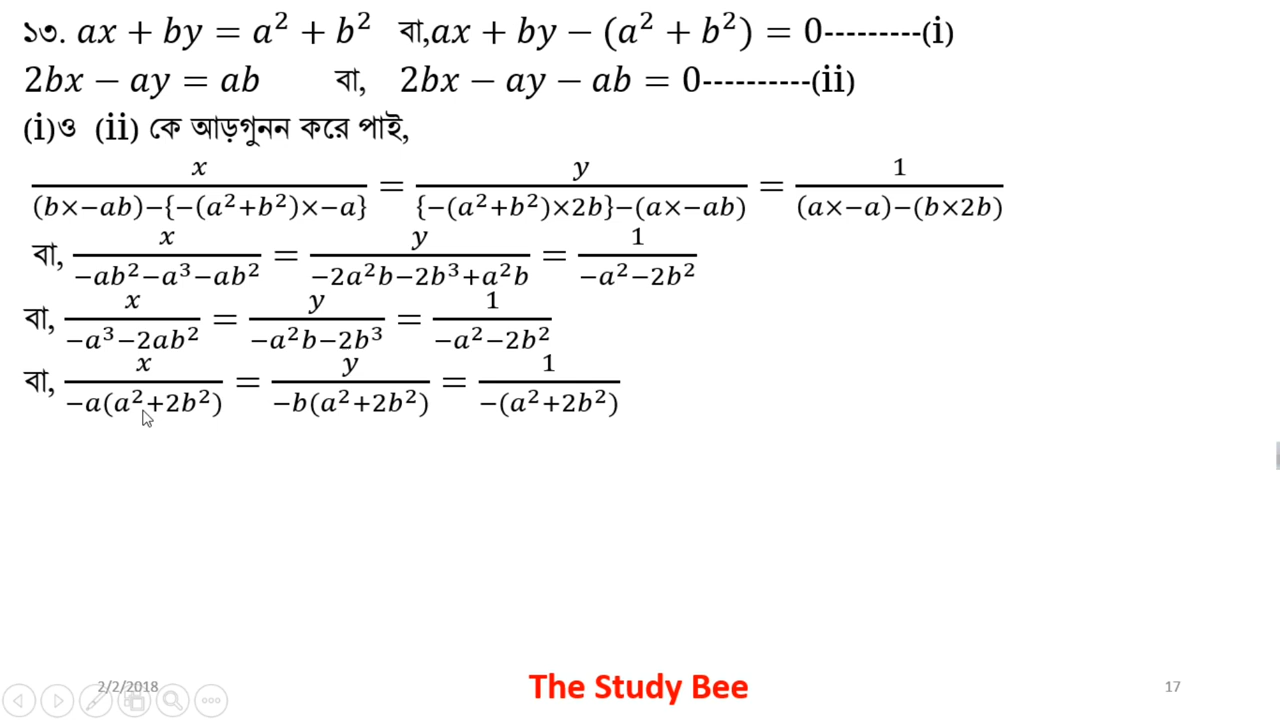 ১৩. ax + by = a² + b² বা,ax + by − (a² + b²) = 0---------(i)
2bx − ay = ab বা, 2bx − ay − ab = 0----------(ii)
(i)ও (ii) কে আড়গুনন করে পাই,
x/((b×−ab)−{−(a²+b²)×−a}) = y/({−(a²+b²)×2b}−(a×−ab)) = 1/((a×−a)−(b×2b))
বা, x/(−ab²−a³−ab²) = y/(−2a²b−2b³+a²b) = 1/(−a²−2b²)
বা, x/(−a³−2ab²) = y/(−a²b−2b³) = 1/(−a²−2b²)
বা, x/(−a(a²+2b²)) = y/(−b(a²+2b²)) = 1/(−(a²+2b²))
2/2/2018 The Study Bee 17